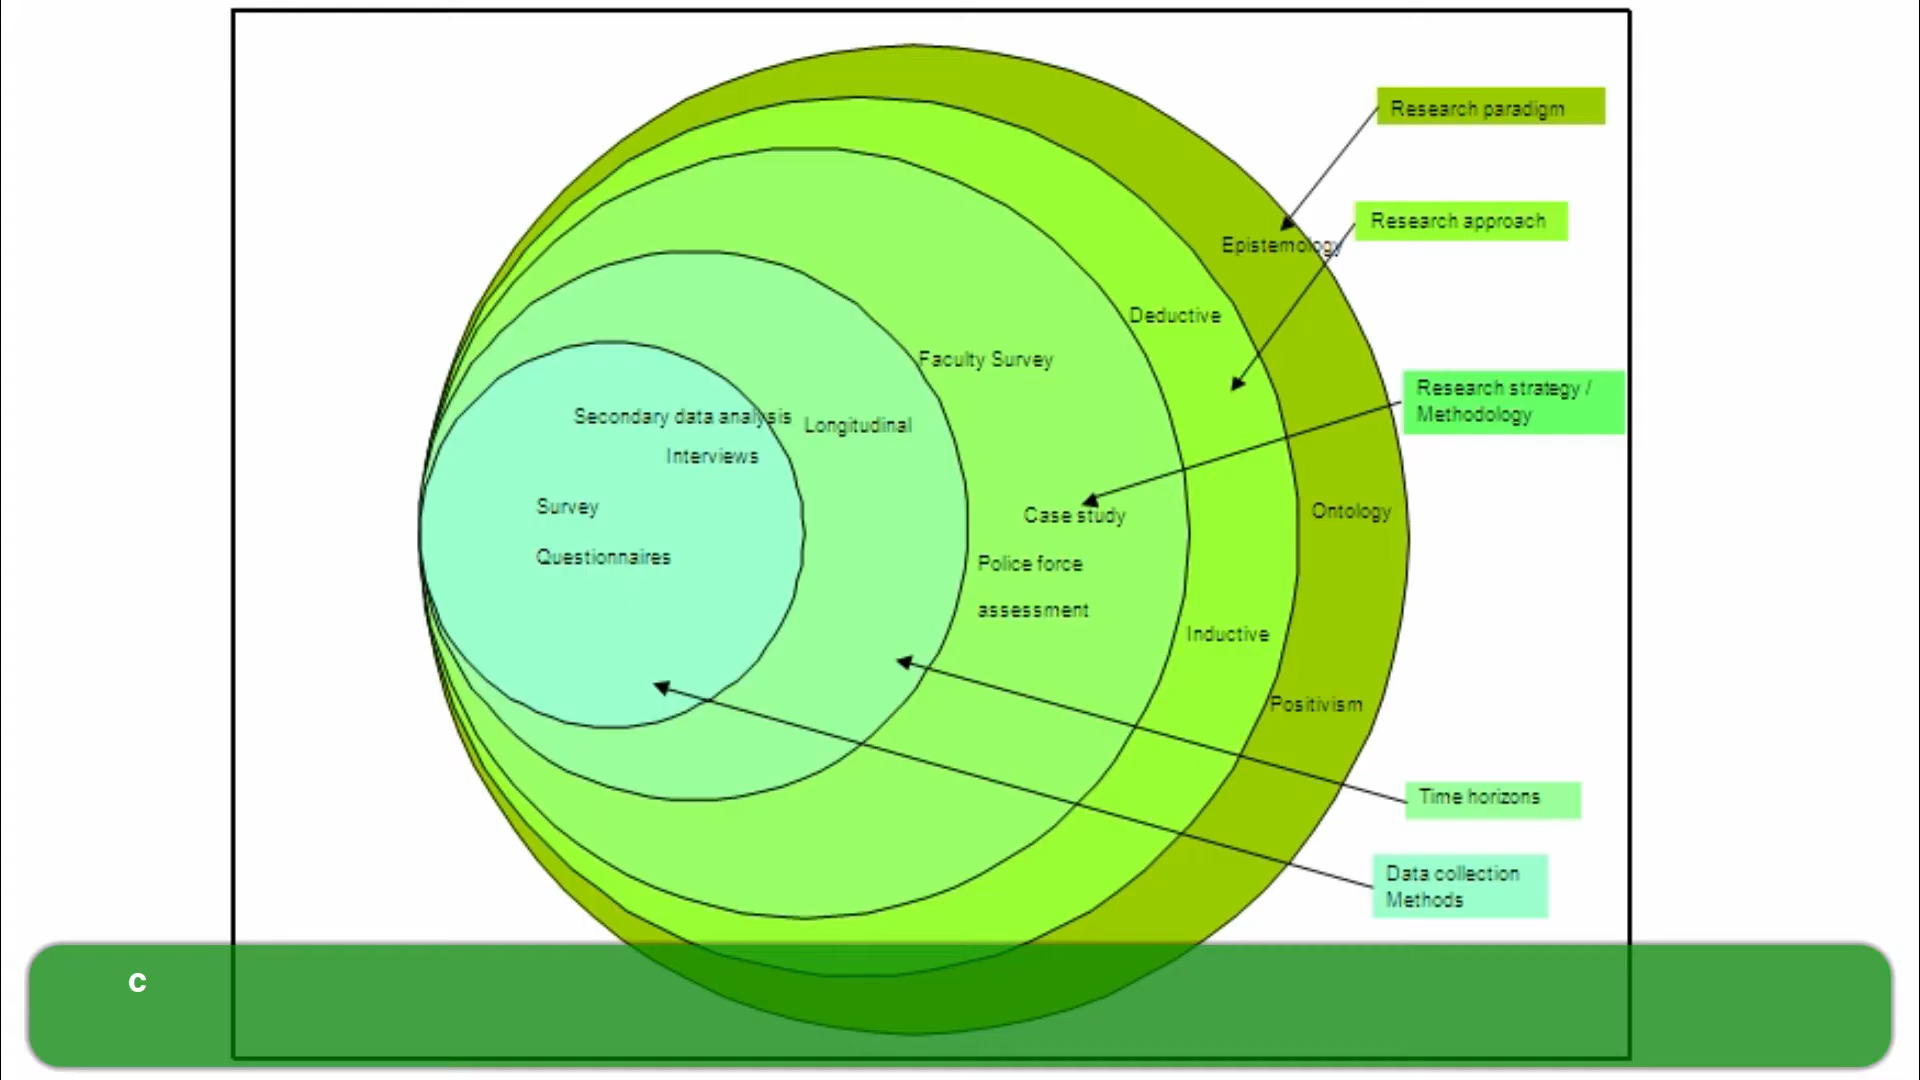 Research paradigm
Research approach
Epistemology
Deductive
Faculty Survey
Research strategy /
Methodology
Secondary data analysis
Longitudinal
Interviews
Survey
Case study
Ontology
Questionnaires
Police force
assessment
Inductive
Positivism
Time horizons
Data collection
Methods
c